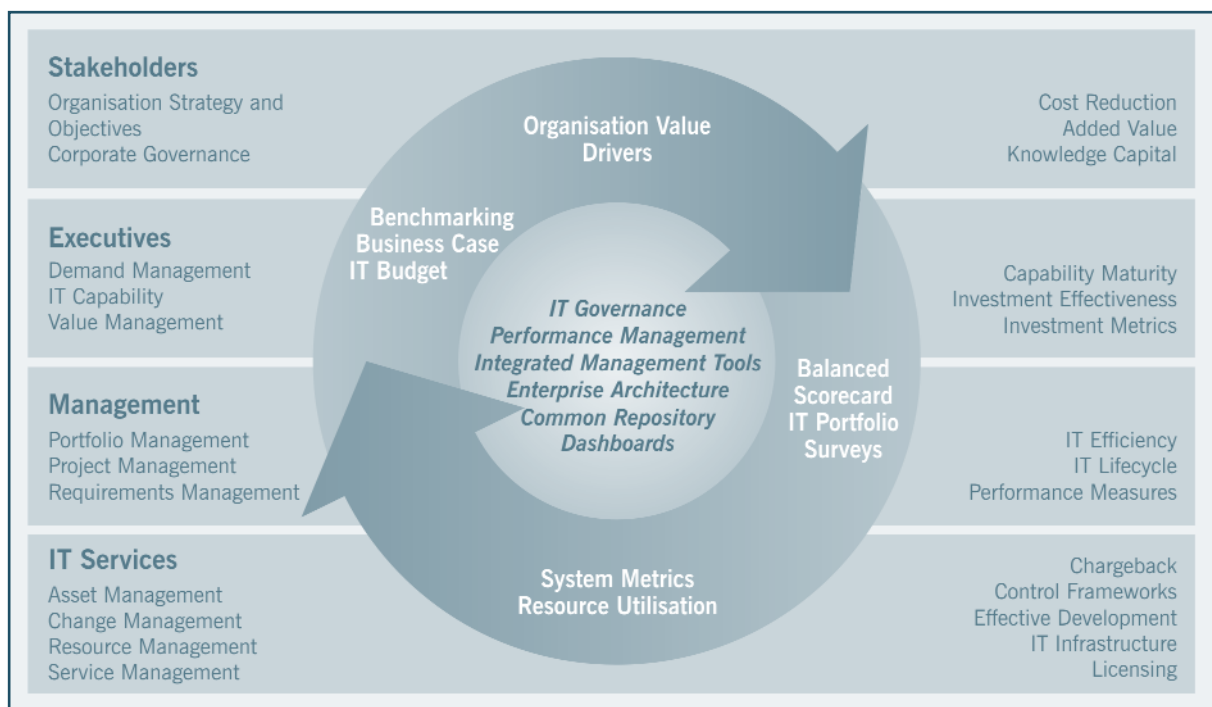 Stakeholders
Organisation Strategy and
Objectives
Corporate Governance
Organisation Value
Drivers
Cost Reduction
Added Value
Knowledge Capital
Executives
Demand Management
IT Capability
Value Management
Benchmarking
Business Case
IT Budget
Capability Maturity
Investment Effectiveness
Investment Metrics
IT Governance
Performance Management
Integrated Management Tools
Enterprise Architecture
Common Repository
Dashboards
Balanced
Scorecard
IT Portfolio
Surveys
Management
Portfolio Management
Project Management
Requirements Management
IT Efficiency
IT Lifecycle
Performance Measures
IT Services
Asset Management
Change Management
Resource Management
Service Management
System Metrics
Resource Utilisation
Chargeback
Control Frameworks
Effective Development
IT Infrastructure
Licensing